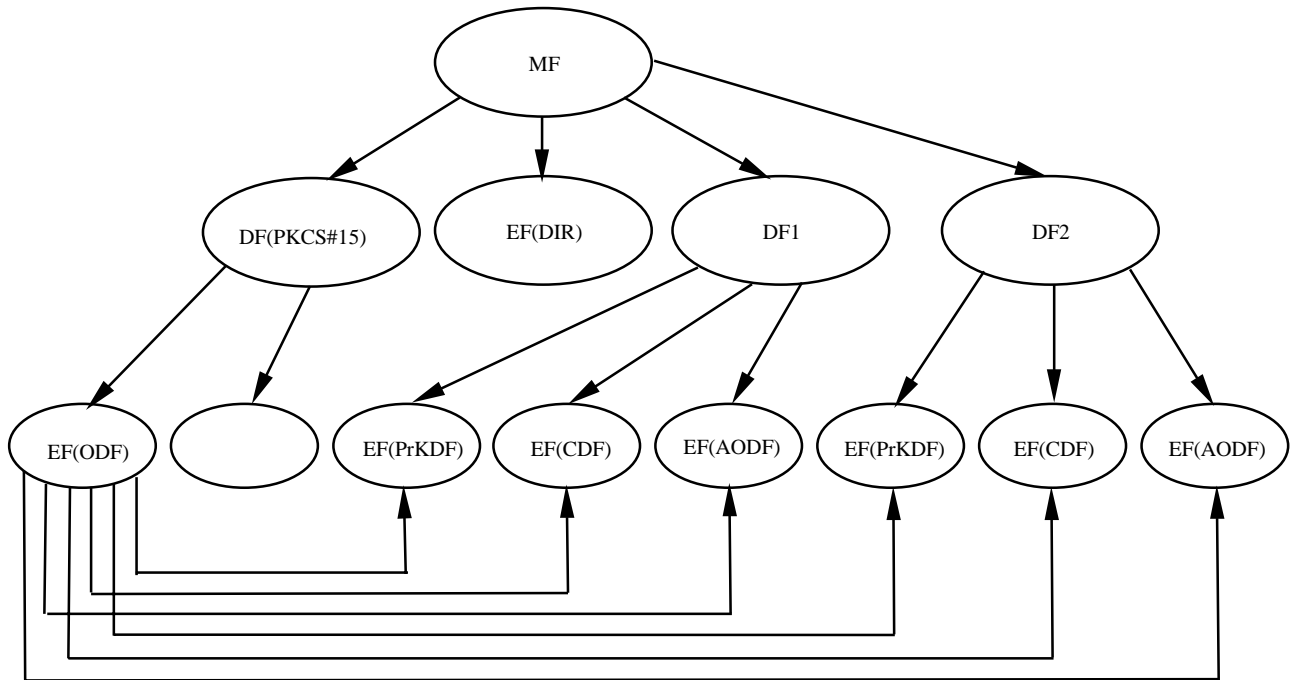 MF
DF(PKCS#15)
EF(DIR)
DF1
DF2
EF(ODF)
EF(PrKDF)
EF(CDF)
EF(AODF)
EF(PrKDF)
EF(CDF)
EF(AODF)